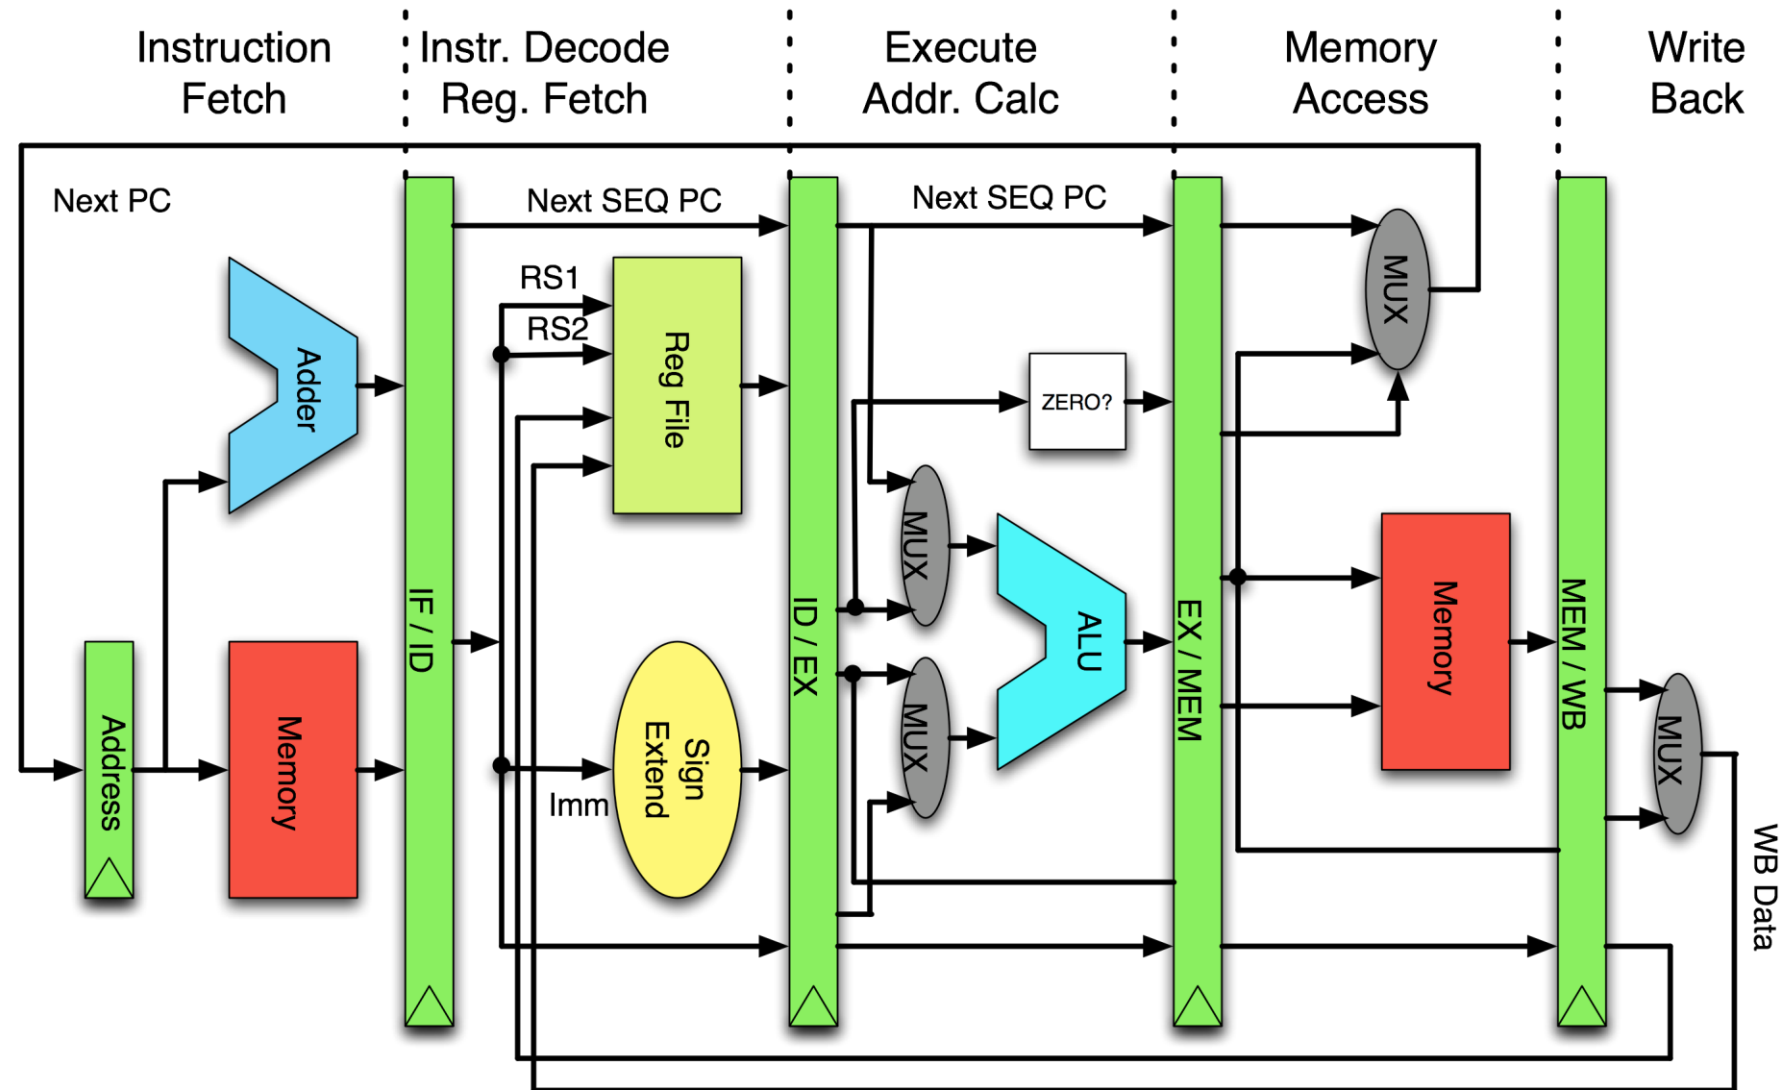 Instruction
Fetch
Instr. Decode
Reg. Fetch
Execute
Addr. Calc
Memory
Access
Write
Back
Next PC
Next SEQ PC
Next SEQ PC
RS1
RS2
Reg File
Adder
MUX
ZERO?
MUX
ALU
MUX
IF / ID
ID / EX
EX / MEM
MEM / WB
Memory
Address
Memory
Sign
Extend
Imm
MUX
WB Data